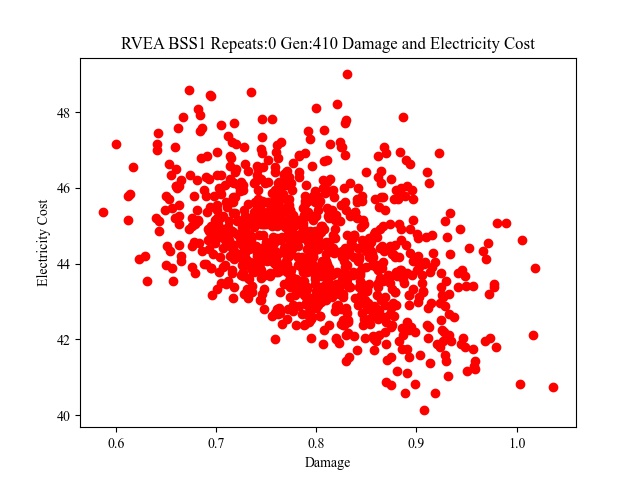 RVEA BSS1 Repeats:0 Gen:410 Damage and Electricity Cost
48
46
44
42
40
Electricity Cost
0.6 0.7 0.8 0.9 1.0
Damage